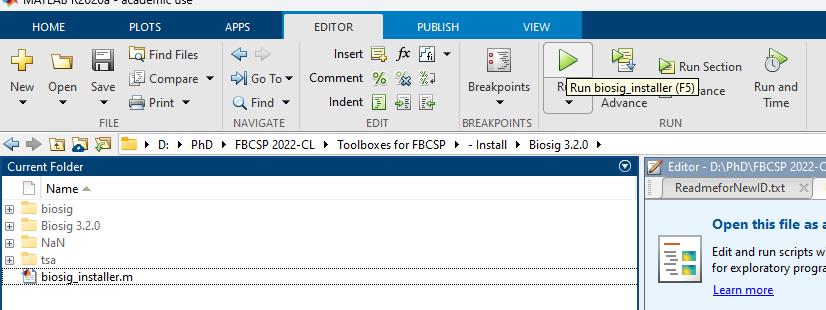 MATLAB R2020a - academic use
HOME PLOTS APPS EDITOR PUBLISH VIEW
New Open Save
Find Files
Compare
Print
FILE
Go To
Find
NAVIGATE
Insert fx
Comment
Indent
EDIT
Breakpoints
BREAKPOINTS
Run biosig_installer (F5)
Advance
Run Section
Run and Time
RUN
D: PhD FBCSP 2022-CL Toolboxes for FBCSP - Install Biosig 3.2.0
Current Folder
Name
biosig
Biosig 3.2.0
NaN
tsa
biosig_installer.m
Editor - D:\PhD\FBCSP 2022-CL
ReadmeforNewID.txt
Open this file as a
Edit and run scripts w
for exploratory progra
Learn more